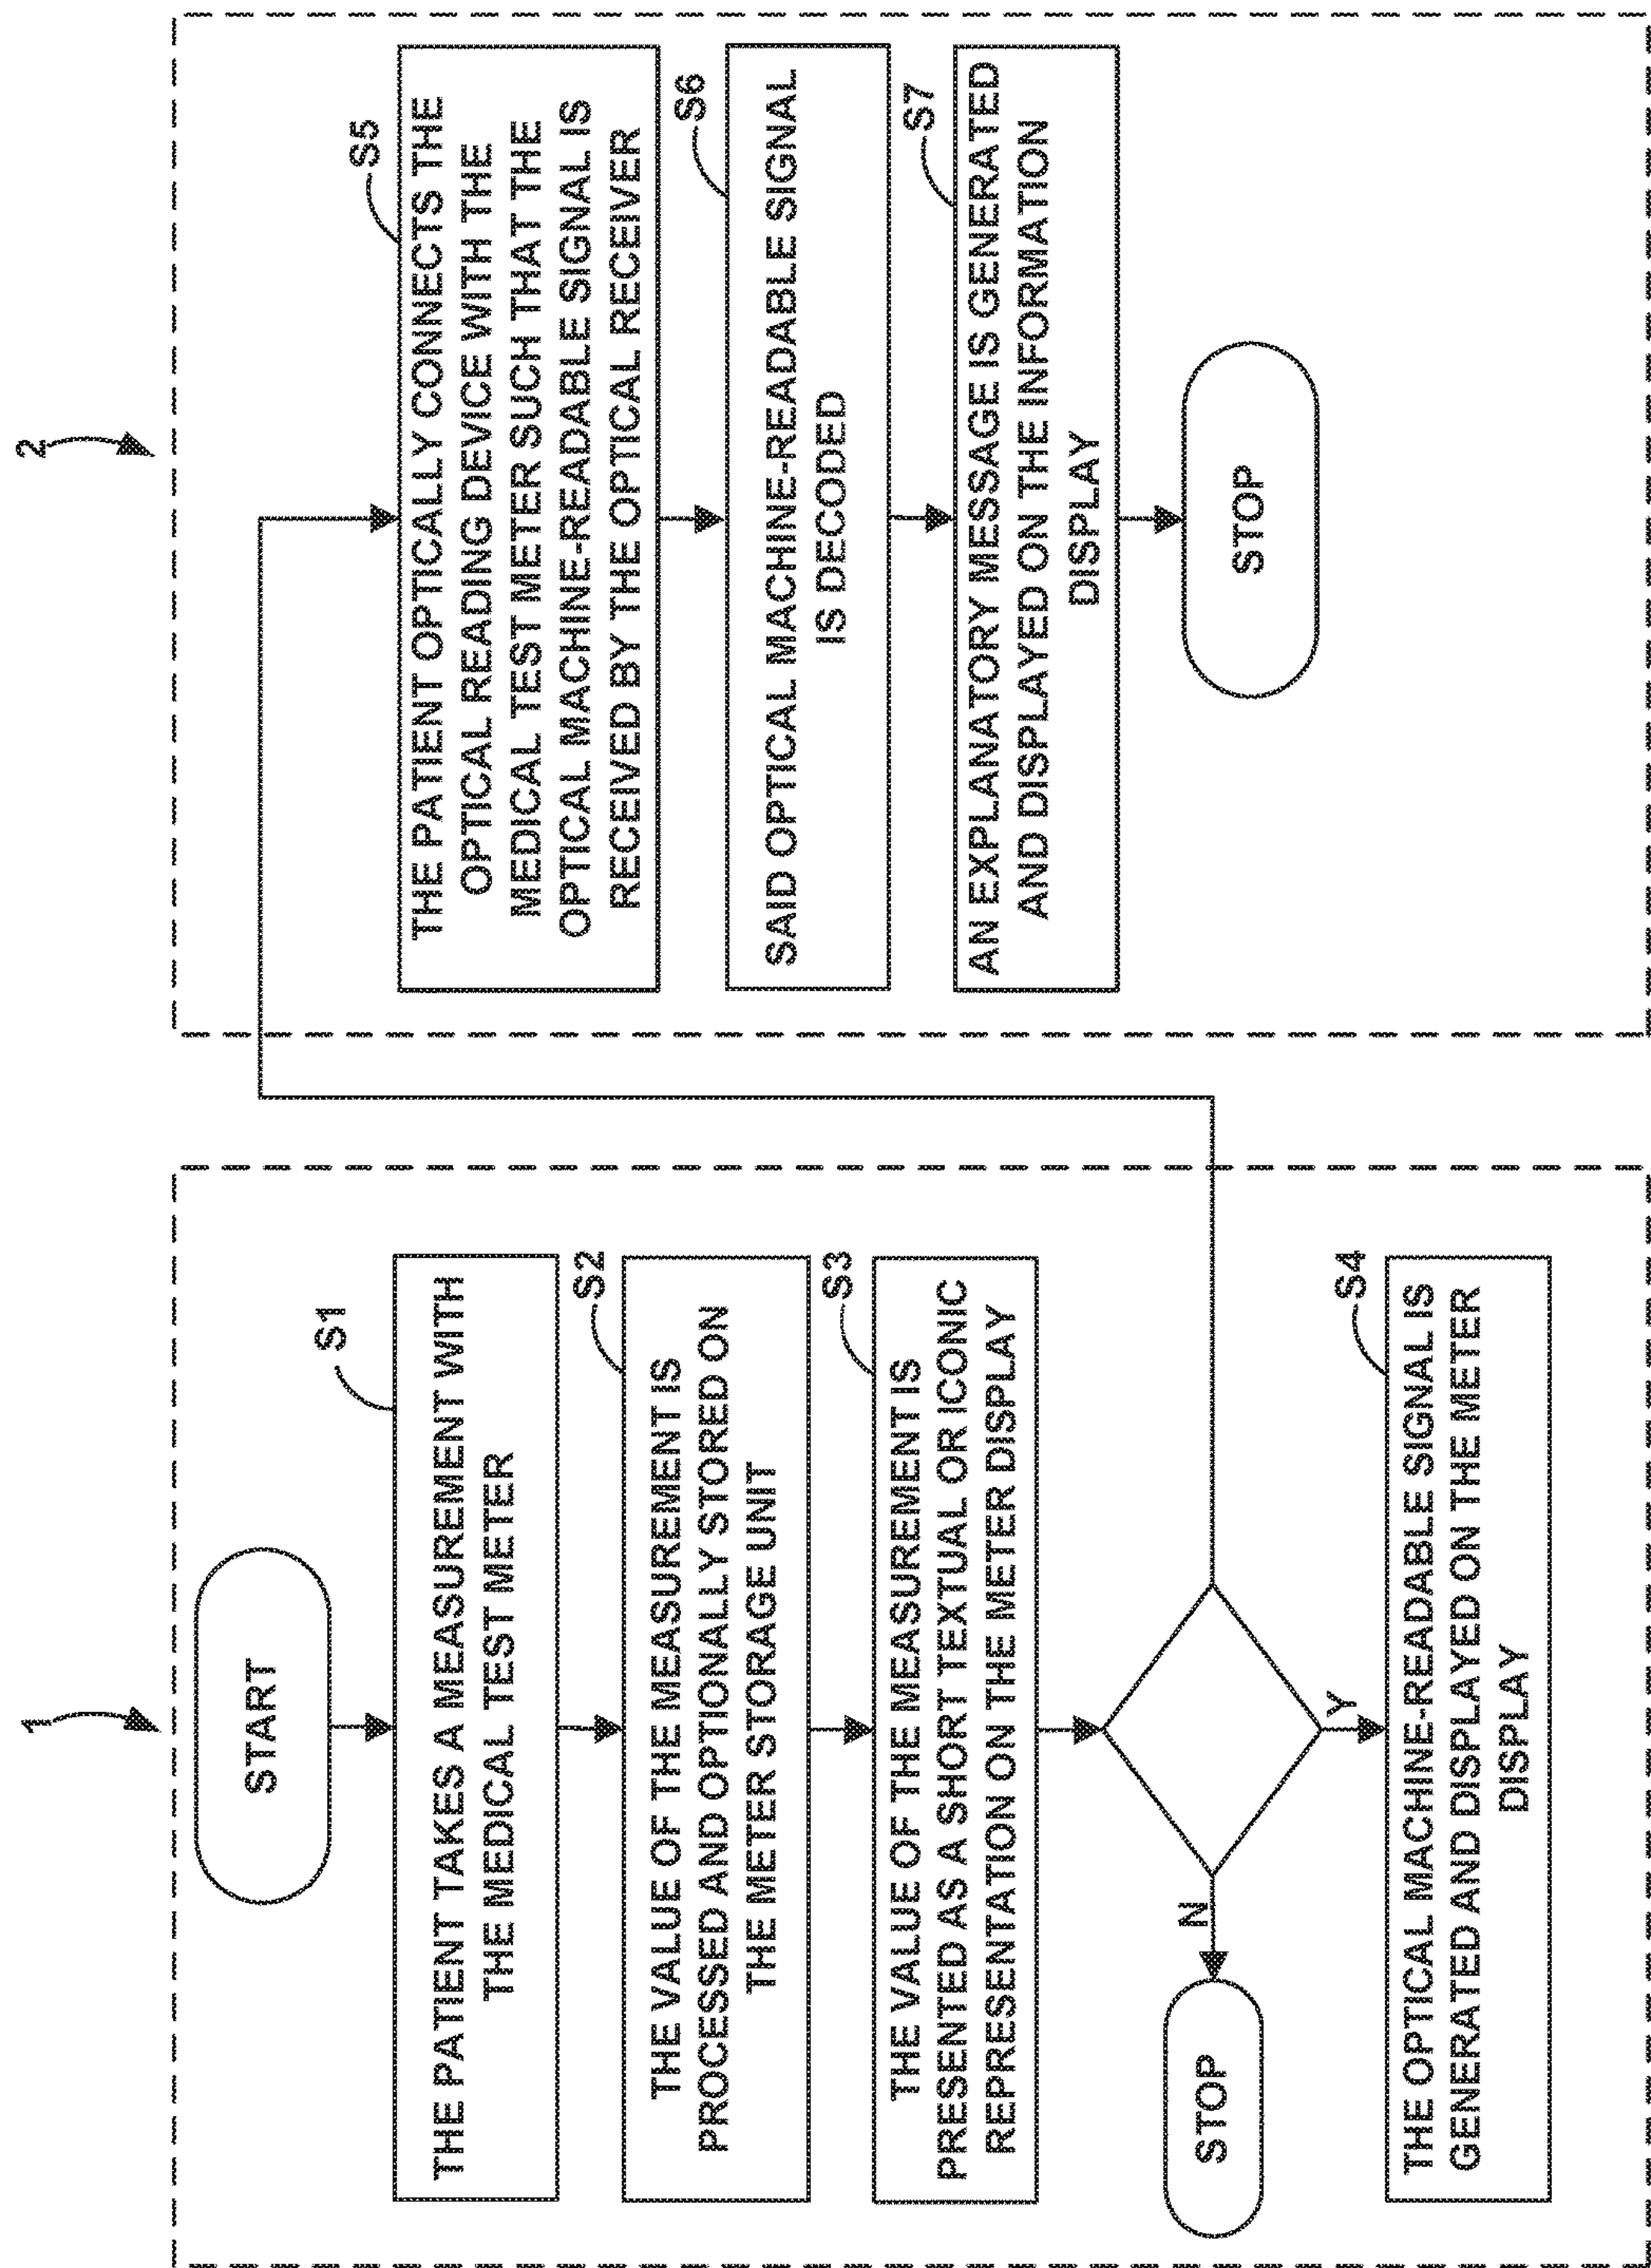 1
START
S1
THE PATIENT TAKES A MEASUREMENT WITH
THE MEDICAL TEST METER
S2
THE VALUE OF THE MEASUREMENT IS
PROCESSED AND OPTIONALLY STORED ON
THE METER STORAGE UNIT
S3
THE VALUE OF THE MEASUREMENT IS
PRESENTED AS A SHORT TEXTUAL OR ICONIC
REPRESENTATION ON THE METER DISPLAY
N
STOP
Y
S4
THE OPTICAL MACHINE-READABLE SIGNAL IS
GENERATED AND DISPLAYED ON THE METER
DISPLAY
2
S5
THE PATIENT OPTICALLY CONNECTS THE
OPTICAL READING DEVICE WITH THE
MEDICAL TEST METER SUCH THAT THE
OPTICAL MACHINE-READABLE SIGNAL IS
RECEIVED BY THE OPTICAL RECEIVER
S6
SAID OPTICAL MACHINE-READABLE SIGNAL
IS DECODED
S7
AN EXPLANATORY MESSAGE IS GENERATED
AND DISPLAYED ON THE INFORMATION
DISPLAY
STOP